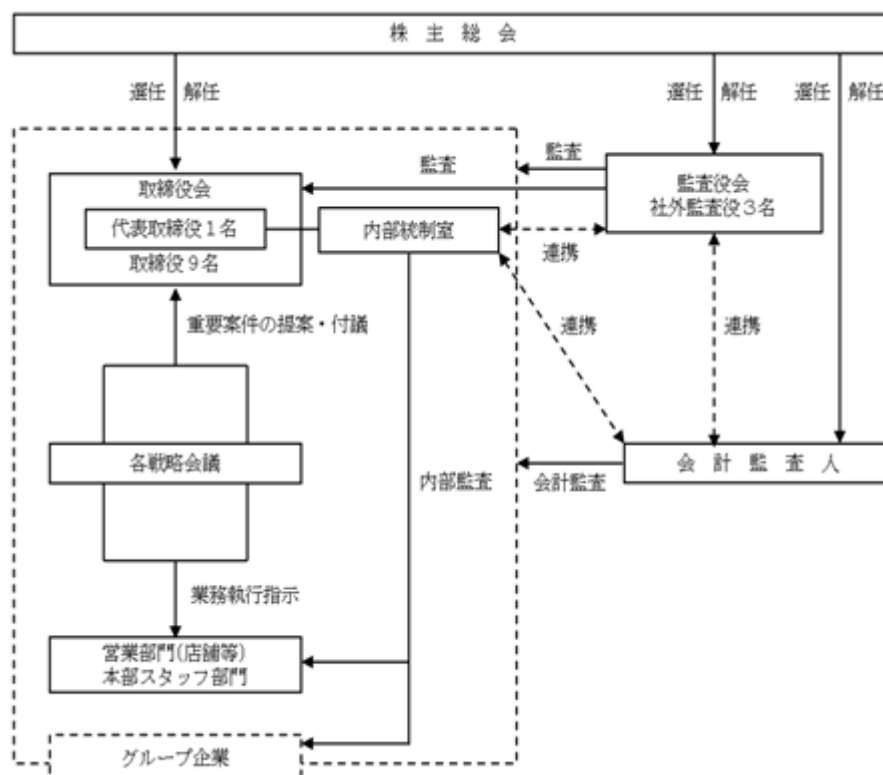 株主総会
選任 解任
選任 解任
選任 解任
監査
監査
取締役会
代表取締役1名
取締役9名
内部統制室
監査役会
社外監査役3名
連携
重要案件の提案・付議
連携
連携
各戦略会議
内部監査
会計監査
会計監査人
業務執行指示
営業部門(店舗等)
本部スタッフ部門
グループ企業